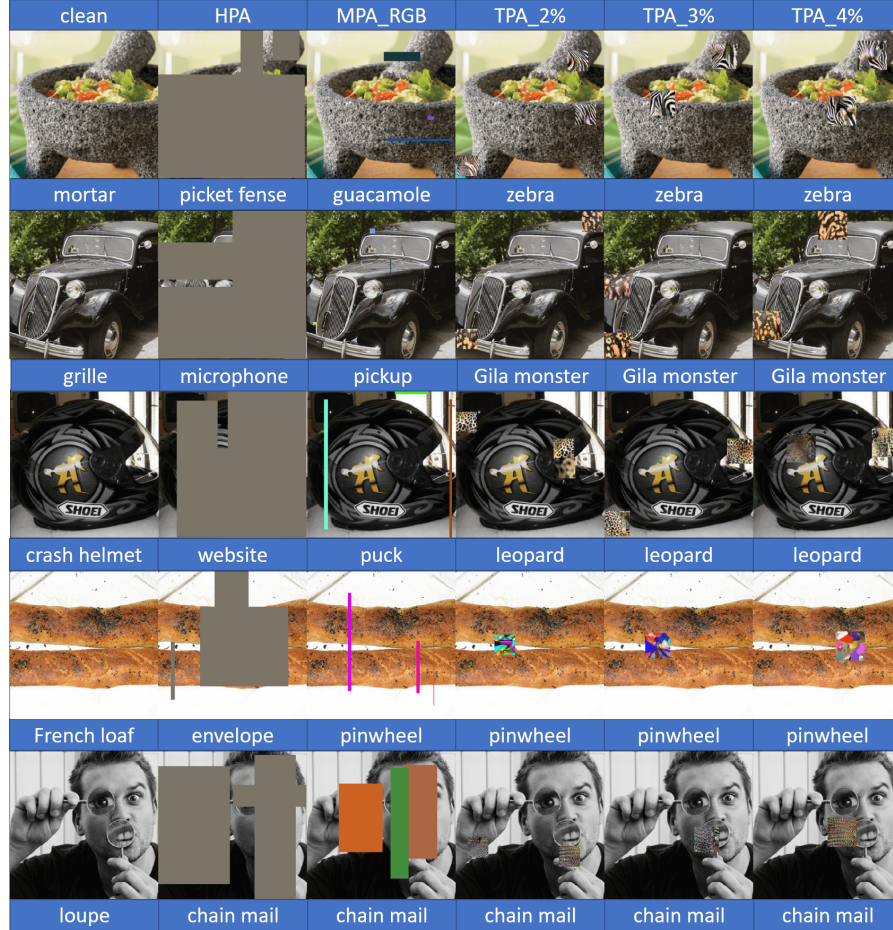 clean HPA MPA_RGB TPA_2% TPA_3% TPA_4%
mortar picket fense guacamole zebra zebra zebra
grille microphone pickup Gila monster Gila monster Gila monster
SHOEI SHOEI SHOEI SHOEI SHOEI
crash helmet website puck leopard leopard leopard
French loaf envelope pinwheel pinwheel pinwheel pinwheel
loupe chain mail chain mail chain mail chain mail chain mail